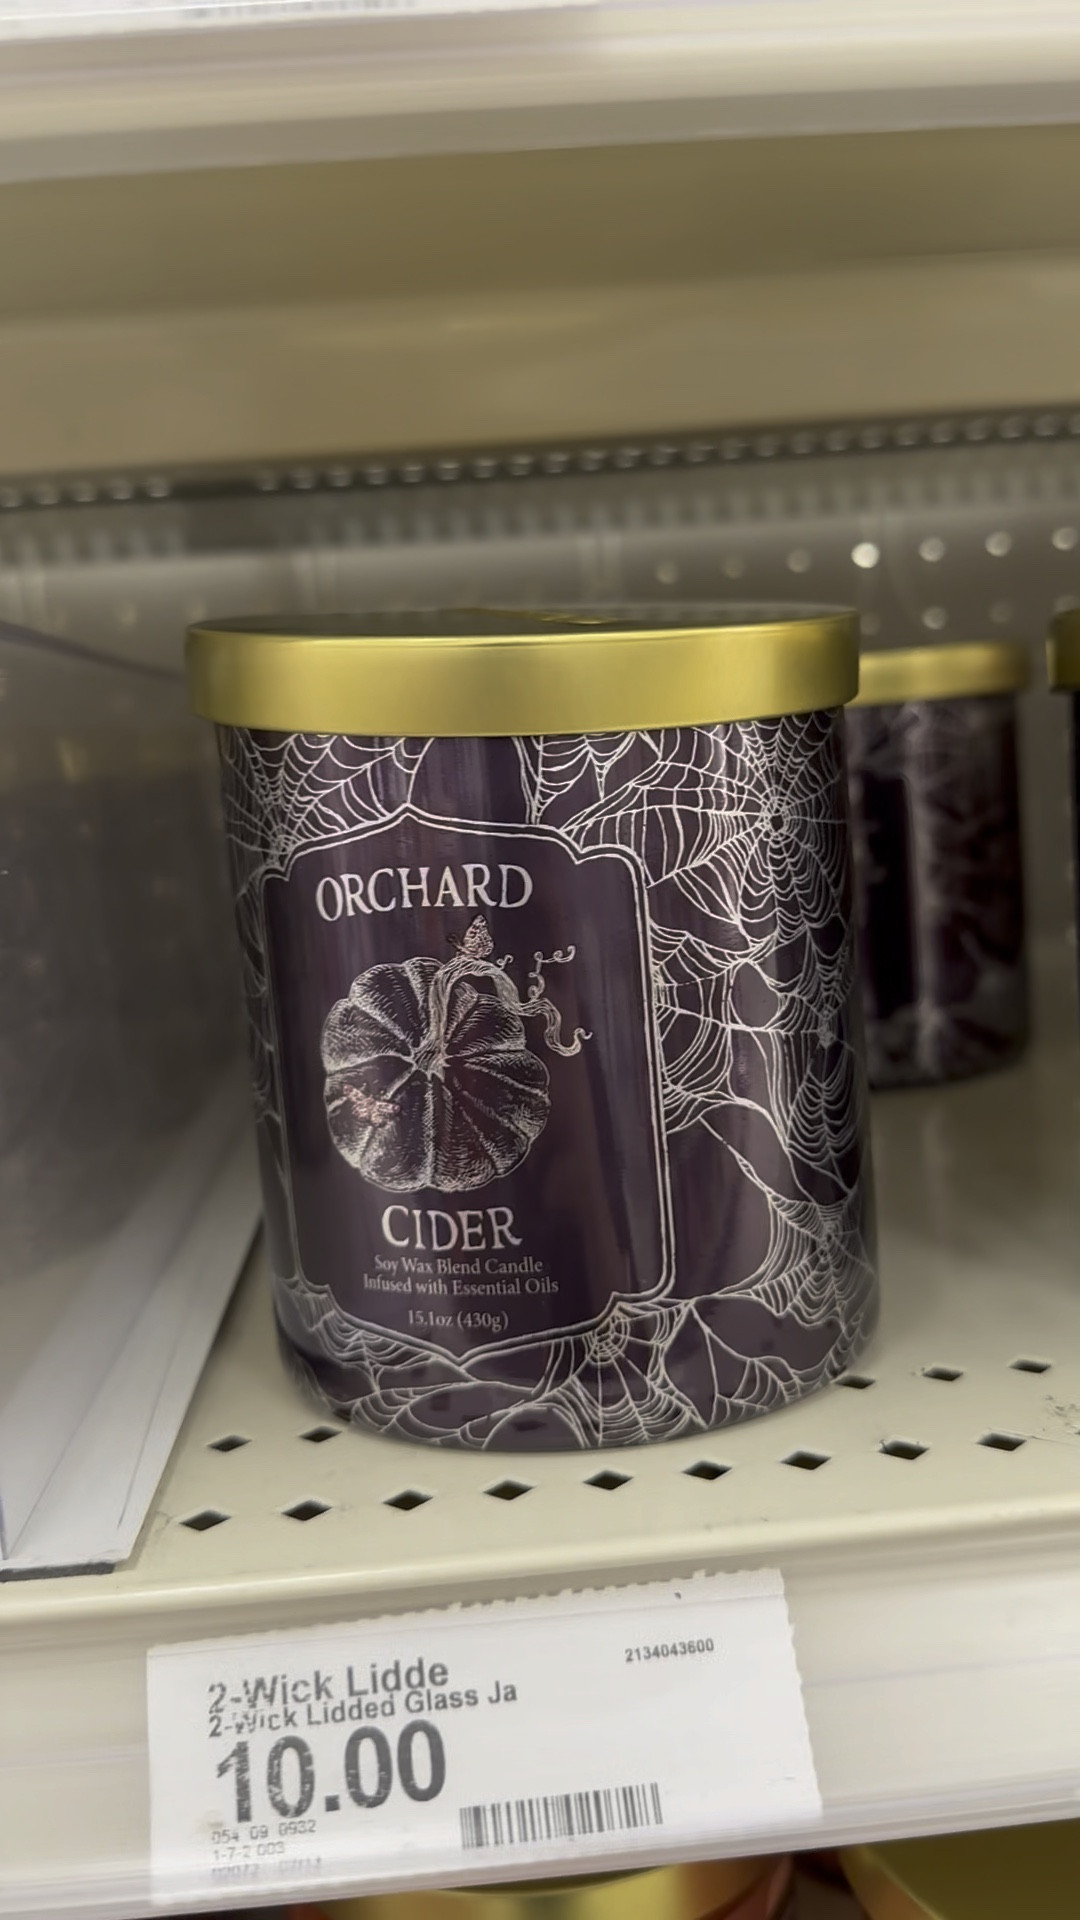 ORCHARD
CIDER
Soy Wax Blend Candle
Infused with Essential Oils
15.1oz (430g)
2134043600
2-Wick Lidde
2-Wick Lidded Glass Ja
10.00
054 09 0932
1-7-2 003